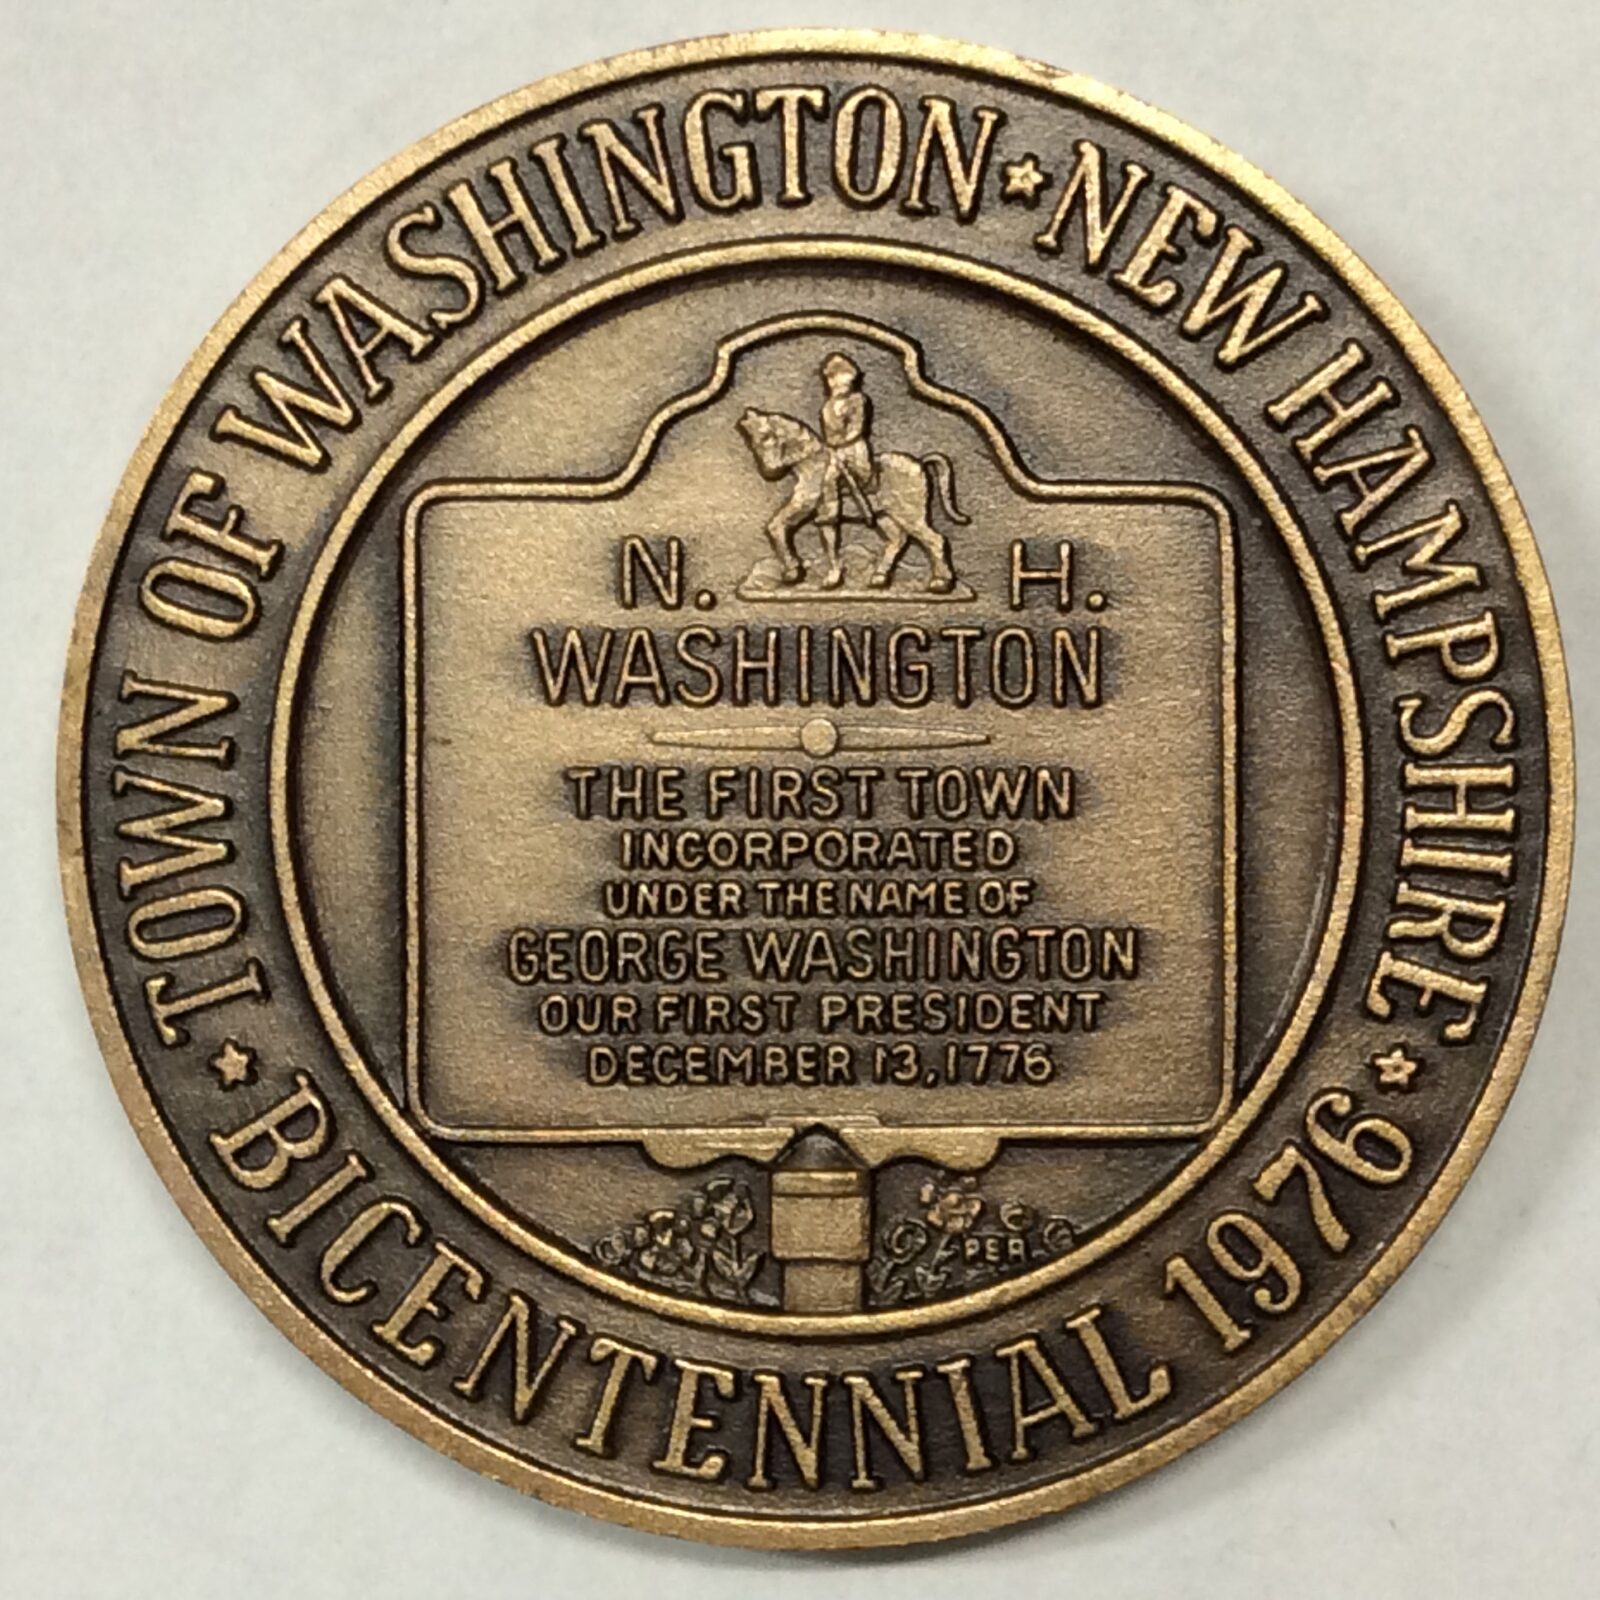 TOWN OF WASHINGTON ★ NEW HAMPSHIRE ★
BICENTENNIAL 1976 ★
N. H.
WASHINGTON
THE FIRST TOWN
INCORPORATED
UNDER THE NAME OF
GEORGE WASHINGTON
OUR FIRST PRESIDENT
DECEMBER 13, 1776
PER